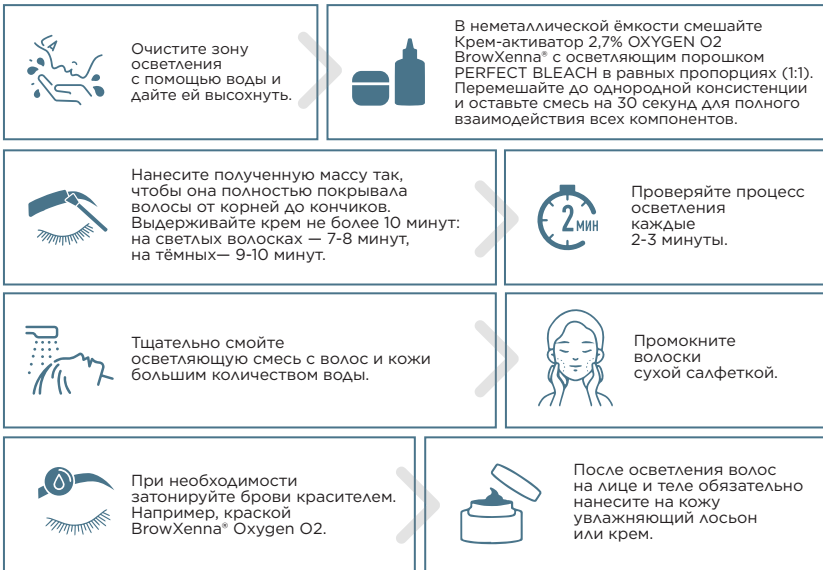 Очистите зону
осветления
с помощью воды и
дайте ей высохнуть.
В неметаллической ёмкости смешайте
Крем-активатор 2,7% OXYGEN O2
BrowXenna® с осветляющим порошком
PERFECT BLEACH в равных пропорциях (1:1).
Перемешайте до однородной консистенции
и оставьте смесь на 30 секунд для полного
взаимодействия всех компонентов.
Нанесите полученную массу так,
чтобы она полностью покрывала
волосы от корней до кончиков.
Выдерживайте крем не более 10 минут:
на светлых волосках — 7-8 минут,
на тёмных— 9-10 минут.
2 МИН
Проверяйте процесс
осветления
каждые
2-3 минуты.
Тщательно смойте
осветляющую смесь с волос и кожи
большим количеством воды.
Промокните
волоски
сухой салфеткой.
При необходимости
затонируйте брови красителем.
Например, краской
BrowXenna® Oxygen O2.
После осветления волос
на лице и теле обязательно
нанесите на кожу
увлажняющий лосьон
или крем.